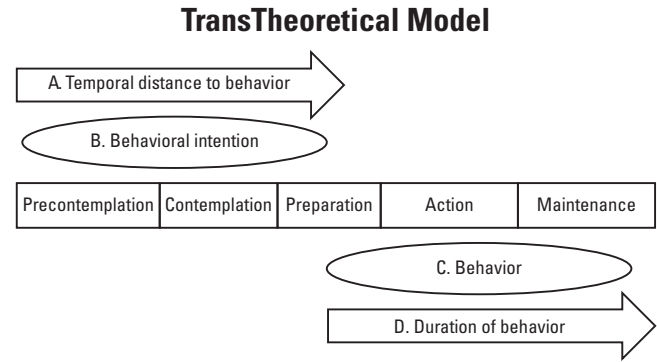 TransTheoretical Model
A. Temporal distance to behavior
B. Behavioral intention
Precontemplation Contemplation Preparation Action Maintenance
C. Behavior
D. Duration of behavior